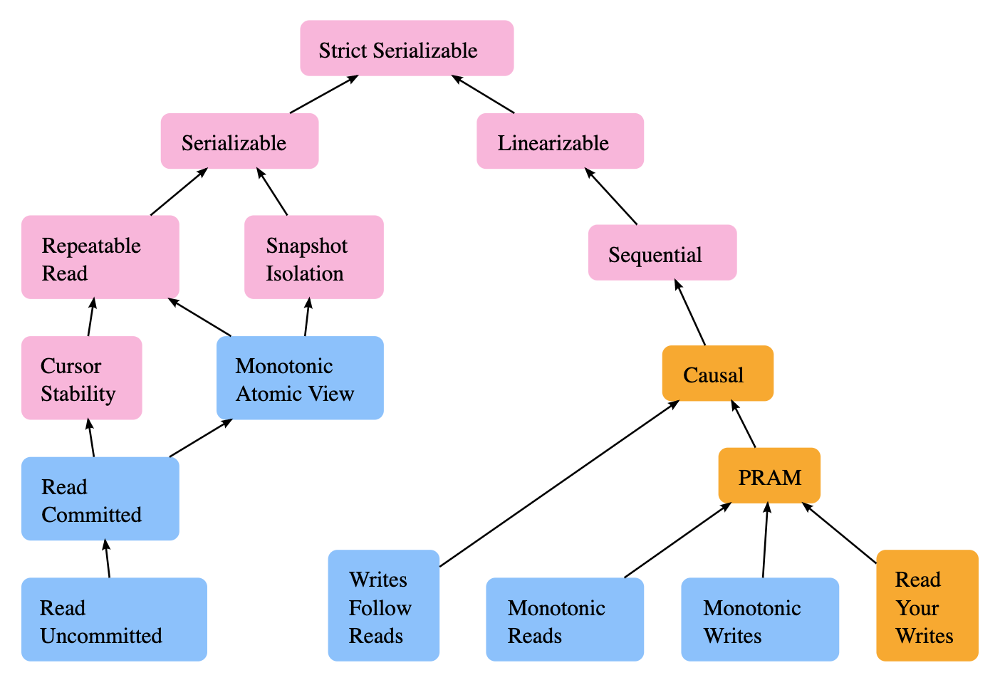 Strict Serializable
Serializable
Linearizable
Repeatable
Read
Snapshot
Isolation
Sequential
Cursor
Stability
Monotonic
Atomic View
Causal
Read
Committed
PRAM
Read
Uncommitted
Writes
Follow
Reads
Monotonic
Reads
Monotonic
Writes
Read
Your
Writes